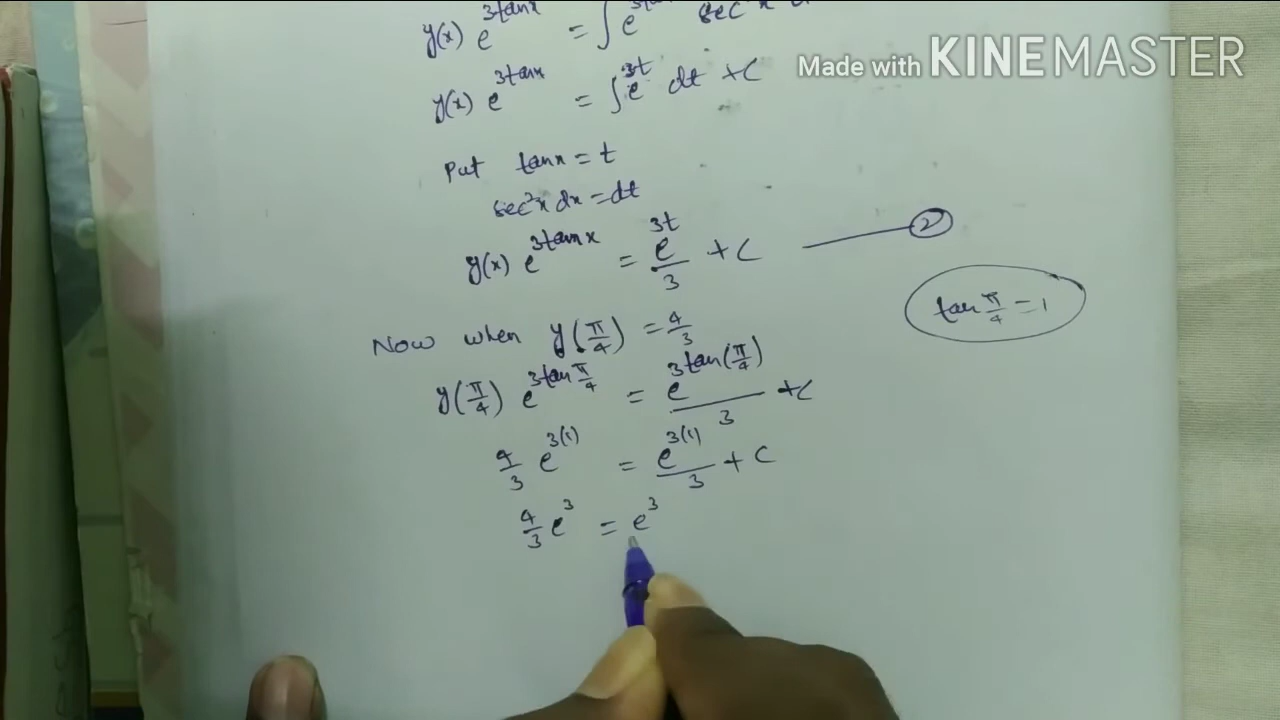 y(x) e^{3tanx} = ∫ e sec²x
Made with KINEMASTER
y(x) e^{3tanx} = ∫ e^{3t} dt + C
Put tanx = t
sec²x dx = dt
y(x) e^{3tanx} = e^{3t}/3 + C ——— ②
tan π/4 = 1
Now when y(π/4) = 4/3
y(π/4) e^{3tan π/4} = e^{3tan(π/4)}/3 + C
4/3 e^{3(1)} = e^{3(1)}/3 + C
4/3 e^3 = e^3